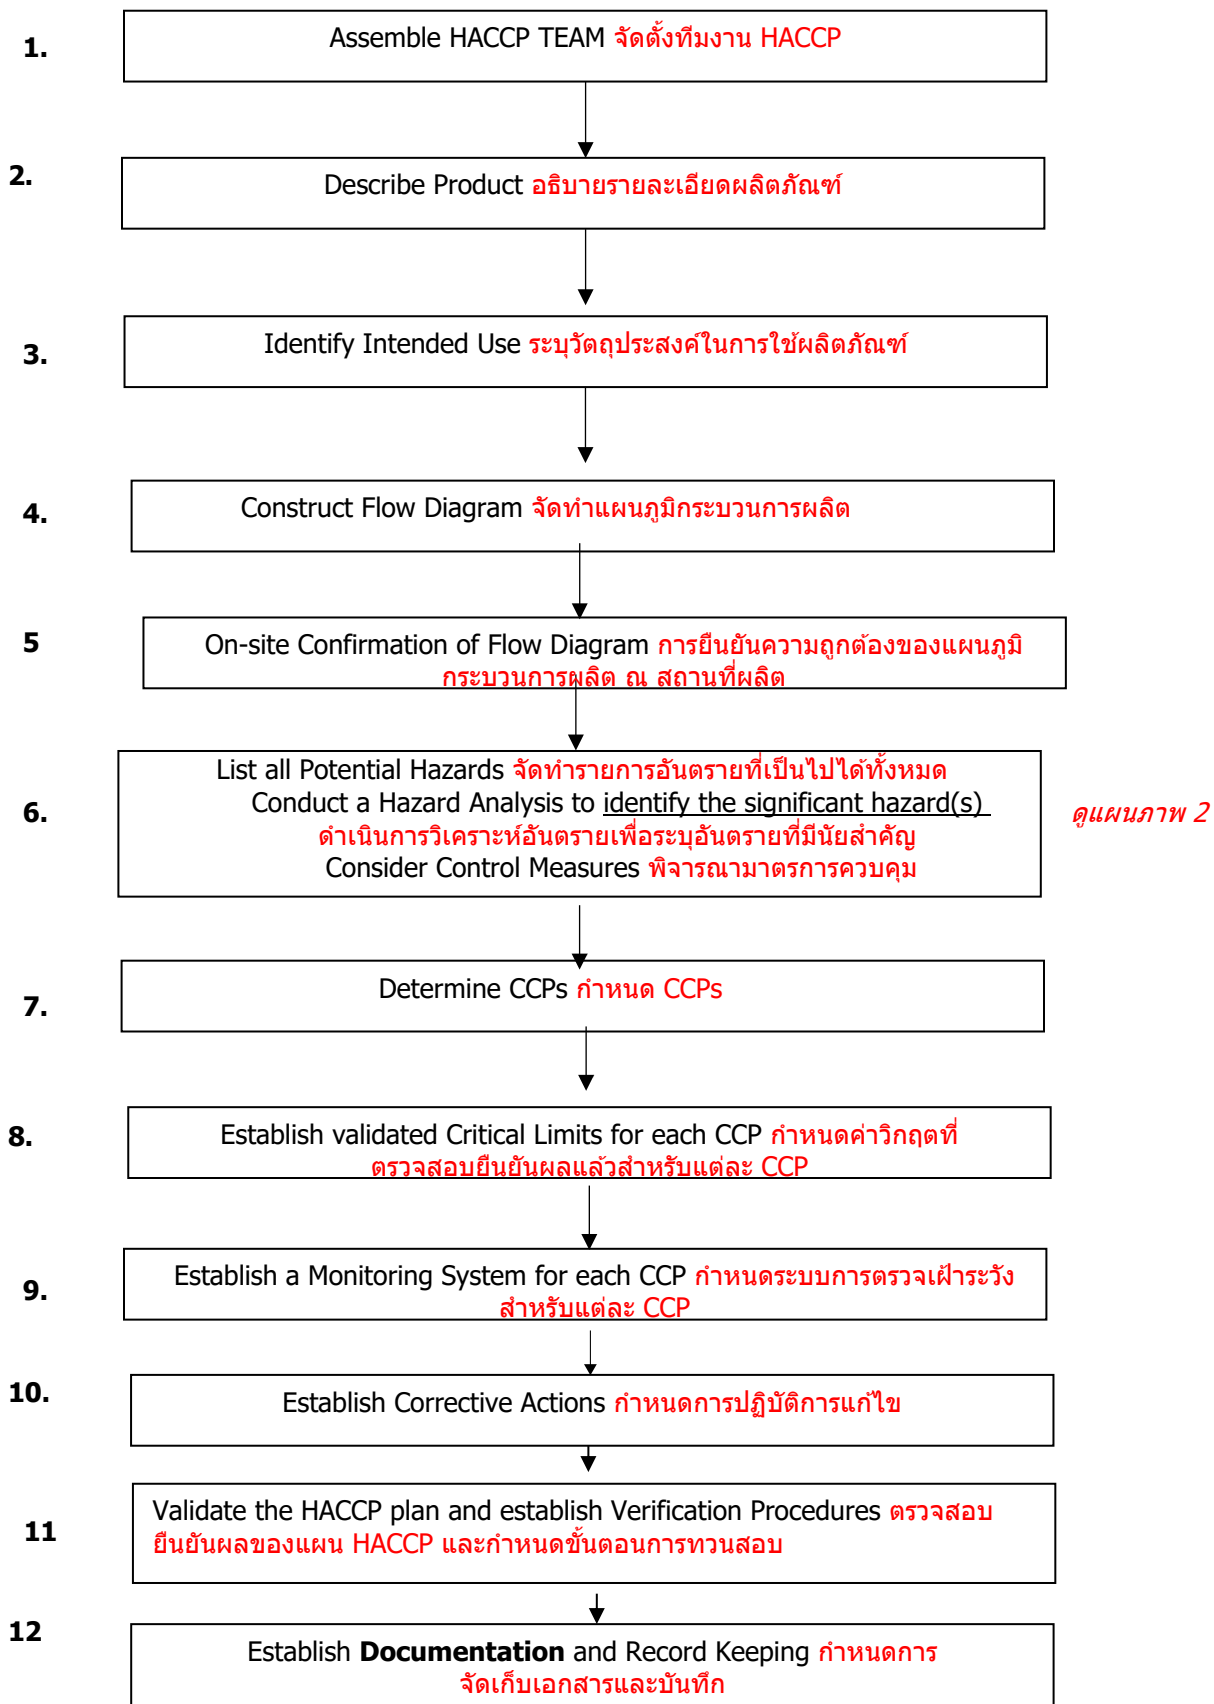 1.
Assemble HACCP TEAM จัดตั้งทีมงาน HACCP
2.
Describe Product อธิบายรายละเอียดผลิตภัณฑ์
3.
Identify Intended Use ระบุวัตถุประสงค์ในการใช้ผลิตภัณฑ์
4.
Construct Flow Diagram จัดทำแผนภูมิกระบวนการผลิต
5
On-site Confirmation of Flow Diagram การยืนยันความถูกต้องของแผนภูมิ
กระบวนการผลิต ณ สถานที่ผลิต
6.
List all Potential Hazards จัดทำรายการอันตรายที่เป็นไปได้ทั้งหมด
Conduct a Hazard Analysis to identify the significant hazard(s)
ดำเนินการวิเคราะห์อันตรายเพื่อระบุอันตรายที่มีนัยสำคัญ
Consider Control Measures พิจารณามาตรการควบคุม
ดูแผนภาพ 2
7.
Determine CCPs กำหนด CCPs
8.
Establish validated Critical Limits for each CCP กำหนดค่าวิกฤตที่
ตรวจสอบยืนยันผลแล้วสำหรับแต่ละ CCP
9.
Establish a Monitoring System for each CCP กำหนดระบบการตรวจเฝ้าระวัง
สำหรับแต่ละ CCP
10.
Establish Corrective Actions กำหนดการปฏิบัติการแก้ไข
11
Validate the HACCP plan and establish Verification Procedures ตรวจสอบ
ยืนยันผลของแผน HACCP และกำหนดขั้นตอนการทวนสอบ
12
Establish Documentation and Record Keeping กำหนดการ
จัดเก็บเอกสารและบันทึก